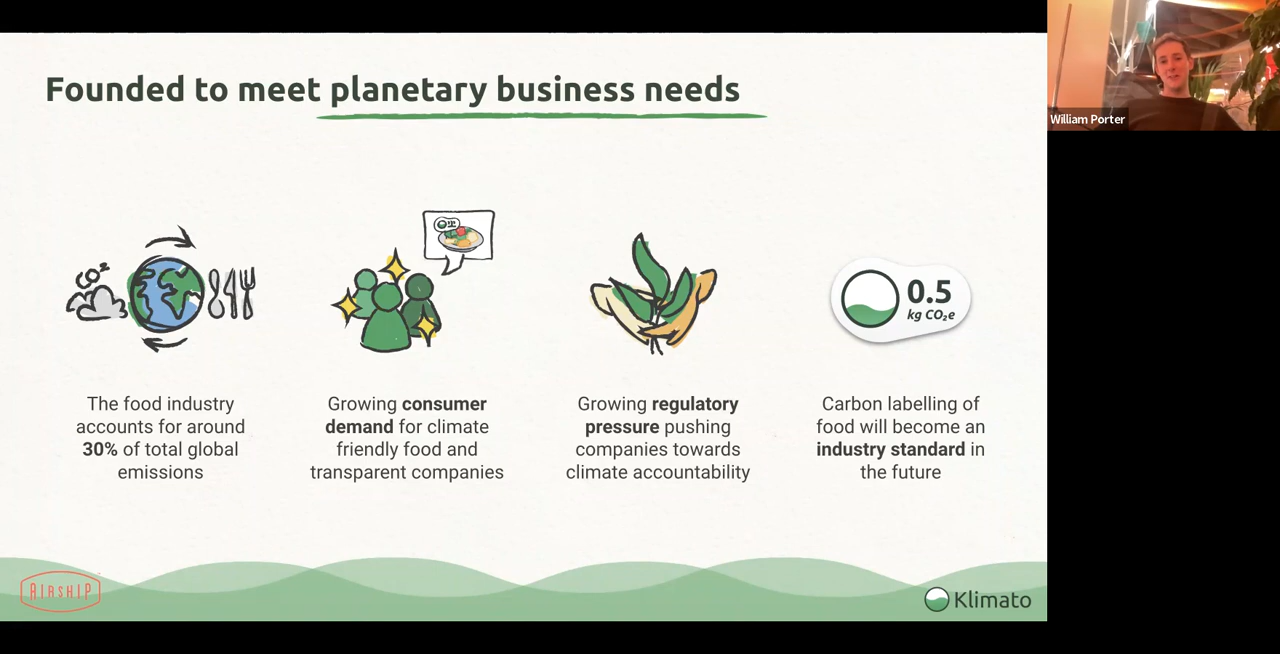 Founded to meet planetary business needs
William Porter
CO2
0.5
kg CO₂e
The food industry
accounts for around
30% of total global
emissions
Growing consumer
demand for climate
friendly food and
transparent companies
Growing regulatory
pressure pushing
companies towards
climate accountability
Carbon labelling of
food will become an
industry standard in
the future
AIRSHIP
Klimato